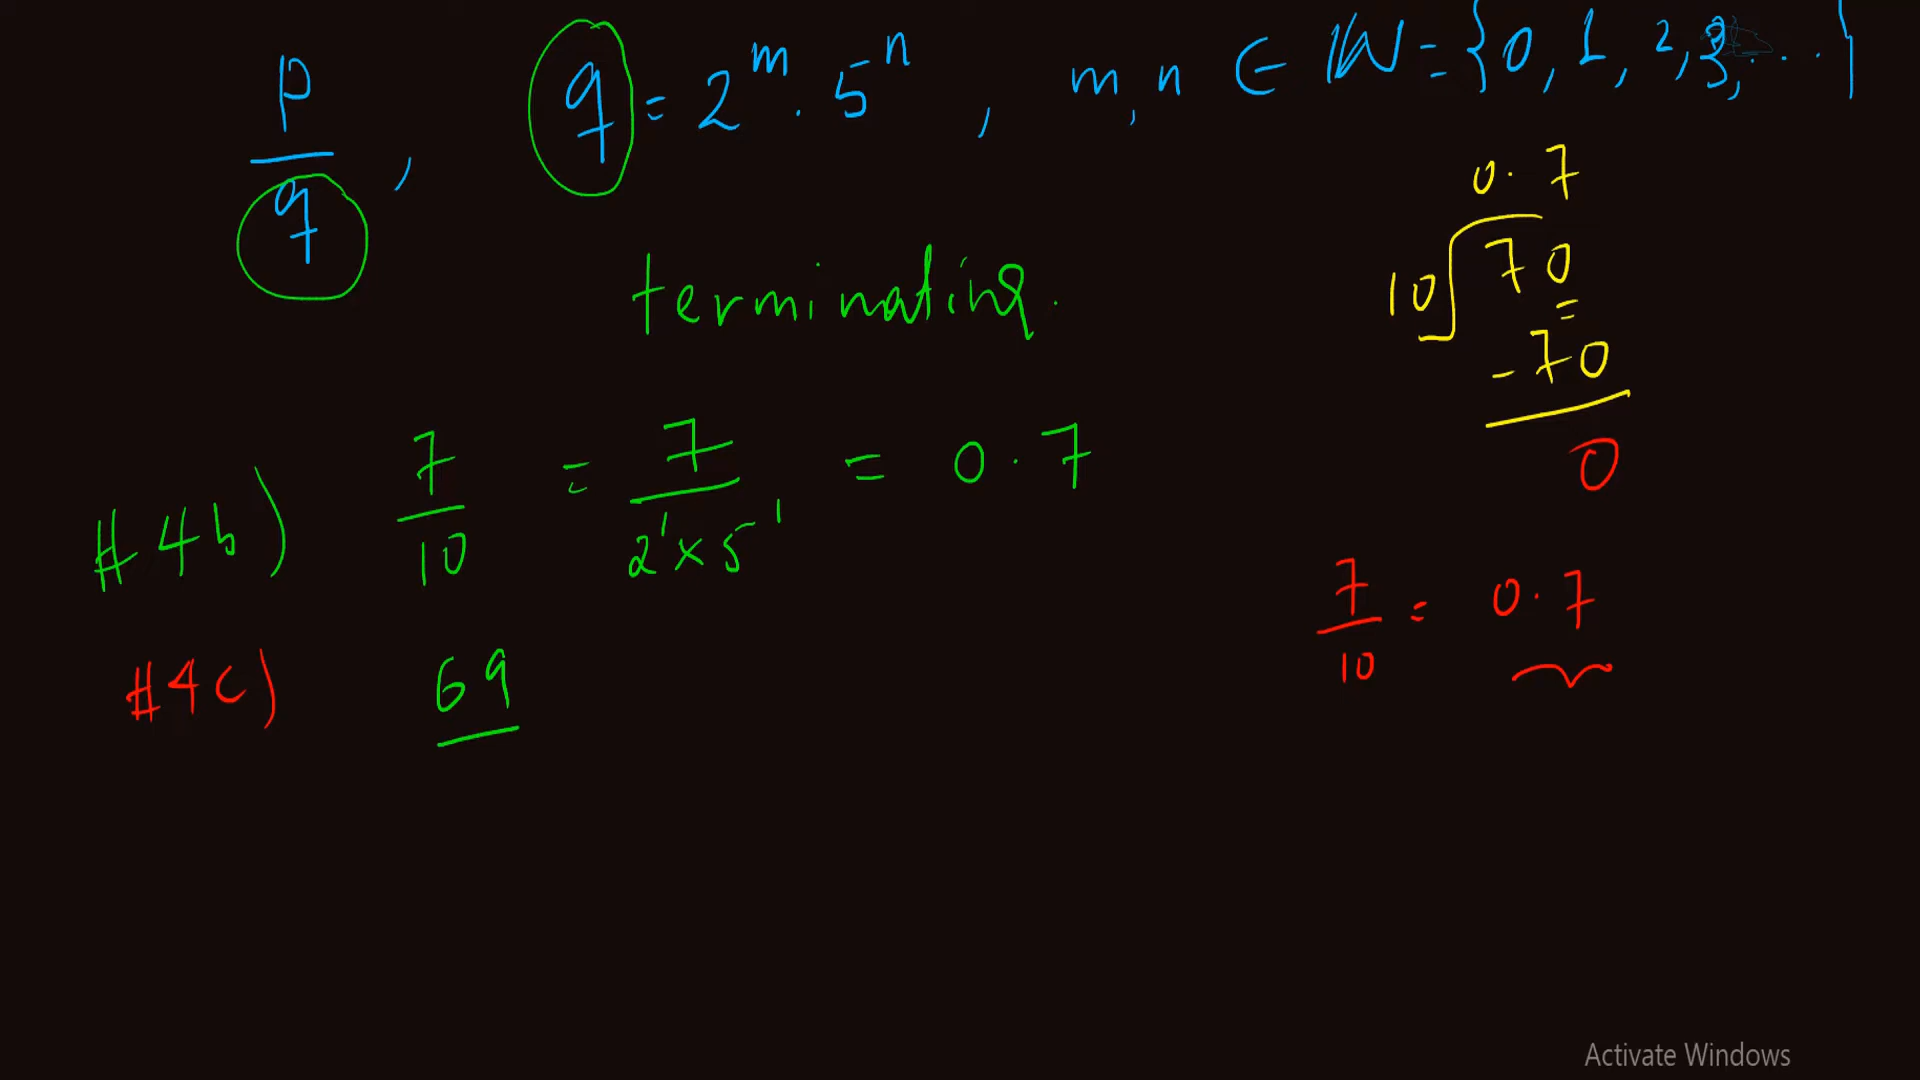 p/q , q = 2^m . 5^n , m, n ∈ W = {0, 1, 2, 3, ...}
terminating.
0.7
10) 70
- 70
0
#4b) 7/10 = 7/(2^1 × 5^1) = 0.7
7/10 = 0.7
#4c) 69
Activate Windows